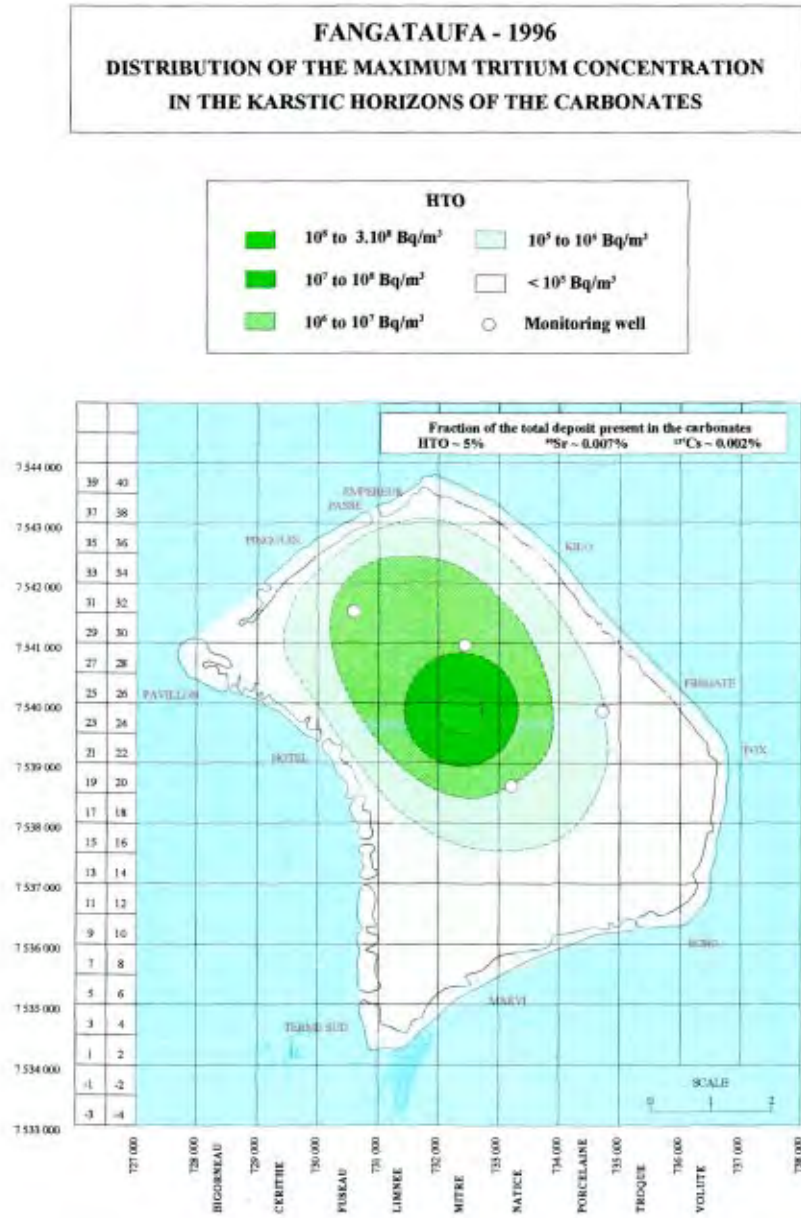 FANGATAUFA - 1996
DISTRIBUTION OF THE MAXIMUM TRITIUM CONCENTRATION
IN THE KARSTIC HORIZONS OF THE CARBONATES
HTO
10⁸ to 3.10⁸ Bq/m³
10⁵ to 10⁶ Bq/m³
10⁷ to 10⁸ Bq/m³
< 10⁵ Bq/m³
10⁶ to 10⁷ Bq/m³
Monitoring well
Fraction of the total deposit present in the carbonates
HTO ~ 5% ⁹⁰Sr ~ 0.007% ¹³⁷Cs ~ 0.002%
7 544 000
39 40
EMPEREUR
37 38
PASSE
7 543 000
35 36
PINGOUIN
KILO
33 34
7 542 000
31 32
29 30
7 541 000
27 28
FREGATE
25 26
PAVILLON
7 540 000
23 24
21 22
HOTEL
FOX
7 539 000
19 20
17 18
7 538 000
15 16
13 14
7 537 000
11 12
9 10
7 536 000
ECHO
7 8
5 6
MARVI
7 535 000
3 4
TERME SUD
1 2
7 534 000
-1 -2
SCALE
0 1 2
-3 -4
7 533 000
727 000
728 000
BIGORNEAU
729 000
CERITHE
730 000
FUSEAU
731 000
LIMNEE
732 000
MITRE
733 000
NATICE
734 000
PORCELAINE
735 000
TROQUE
736 000
VOLUTE
737 000
738 000